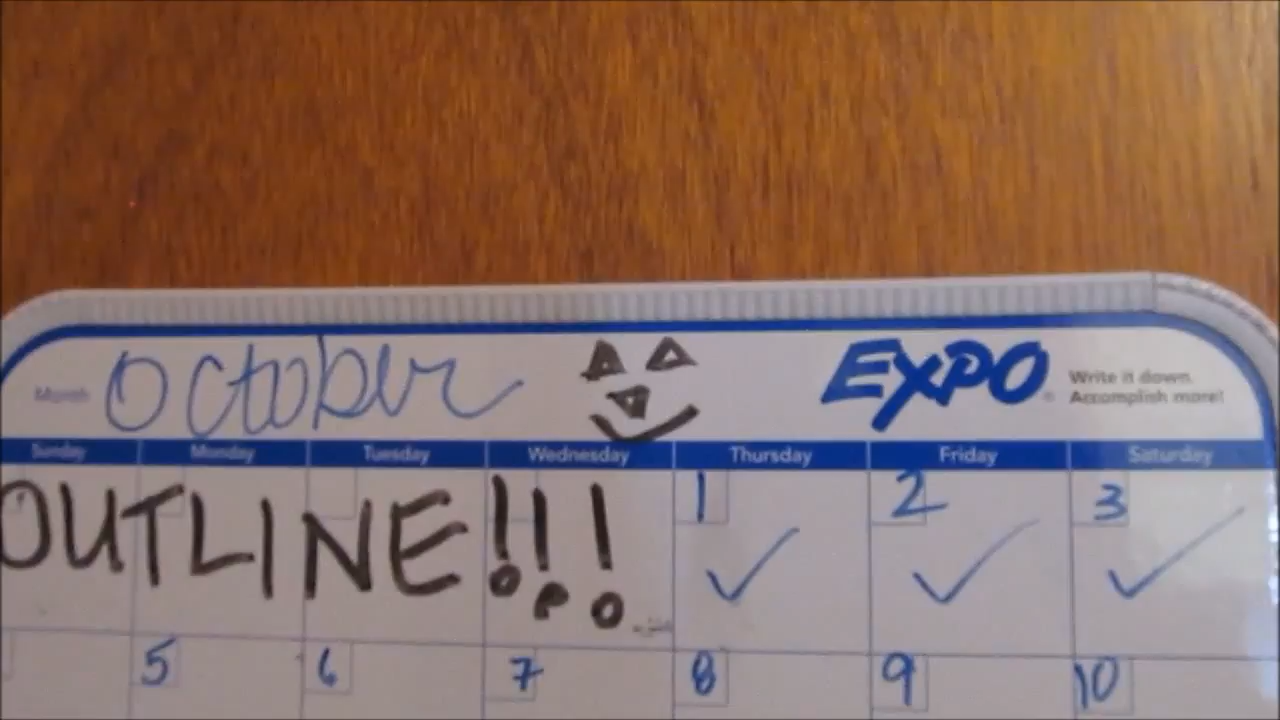 Month October EXPO® Write it down.
Accomplish more!
Sunday Monday Tuesday Wednesday Thursday Friday Saturday
OUTLINE!!! 1 2 3
5 6 7 8 9 10